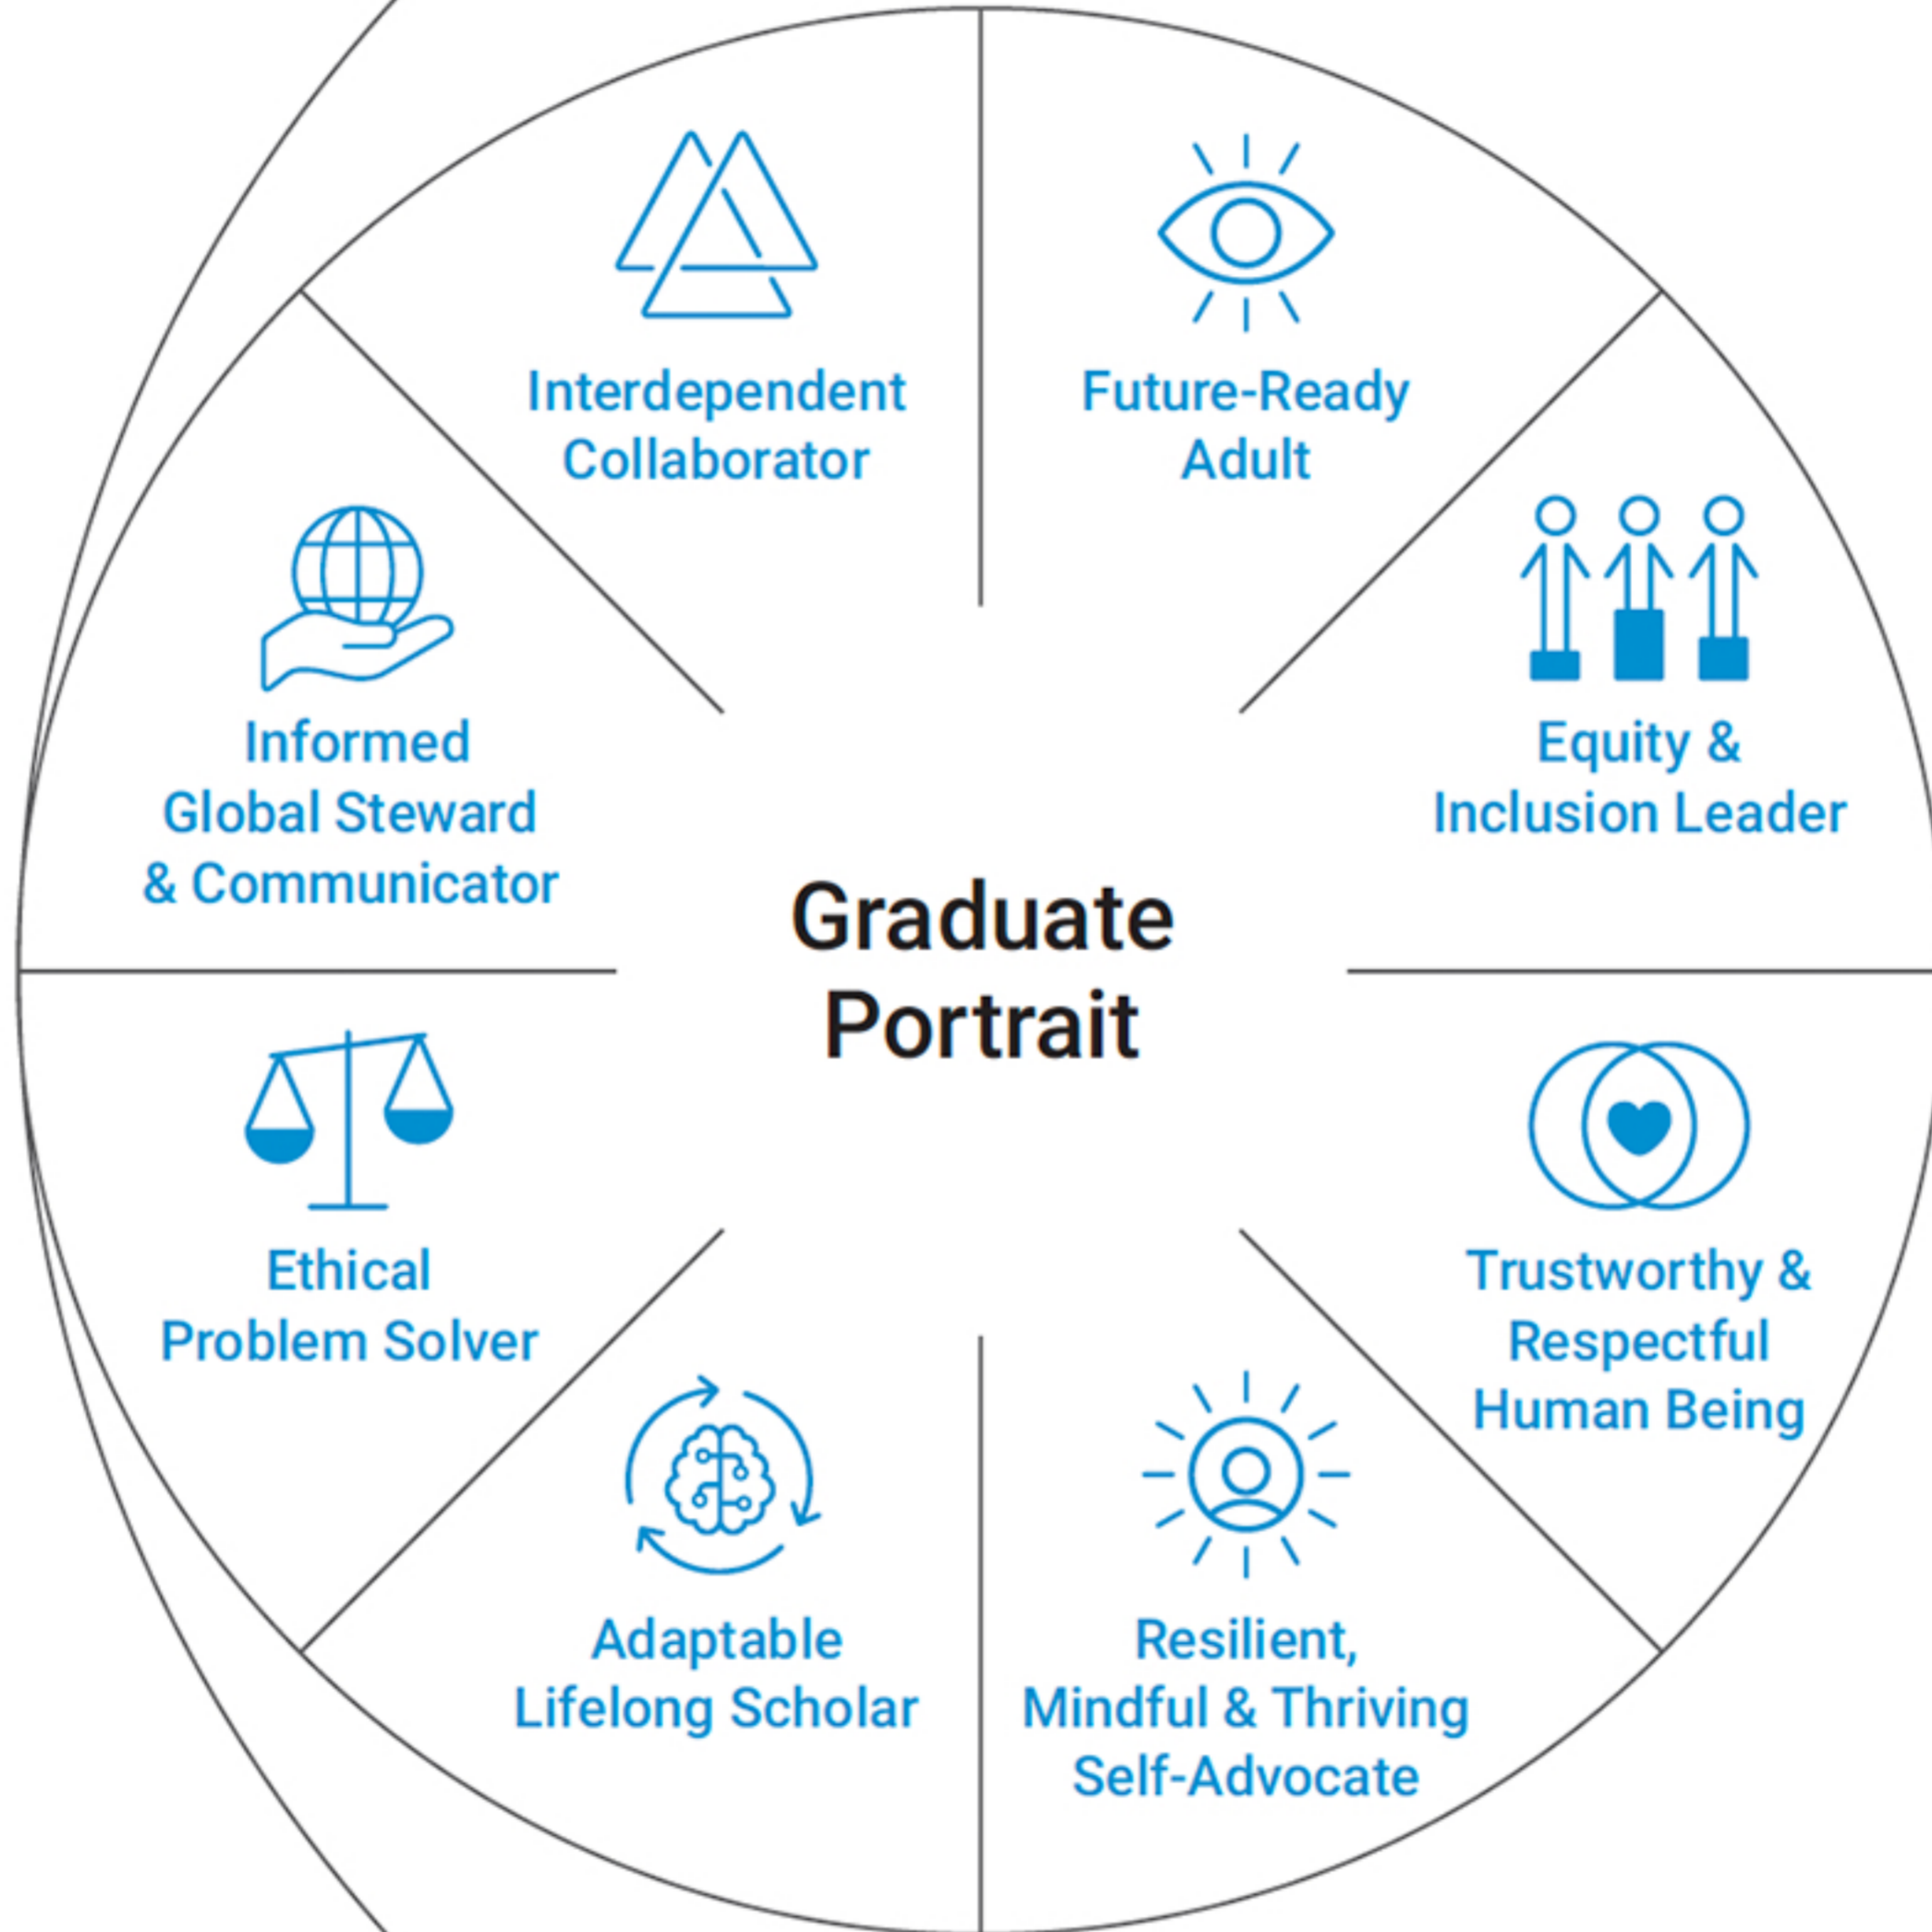 Interdependent
Collaborator
Future-Ready
Adult
Equity &
Inclusion Leader
Trustworthy &
Respectful
Human Being
Resilient,
Mindful & Thriving
Self-Advocate
Adaptable
Lifelong Scholar
Ethical
Problem Solver
Informed
Global Steward
& Communicator
Graduate
Portrait